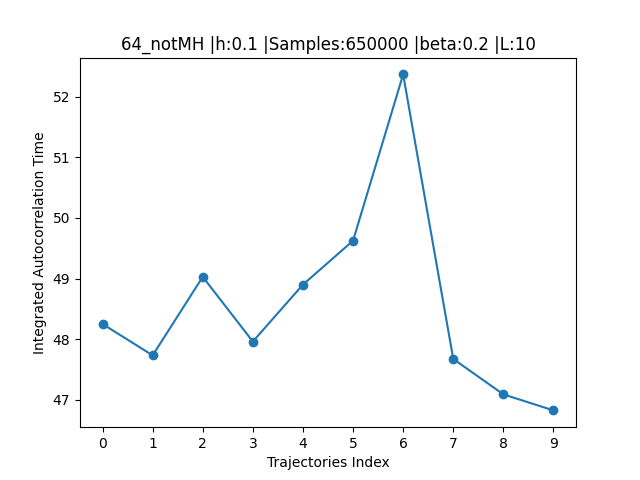 64_notMH |h:0.1 |Samples:650000 |beta:0.2 |L:10
Integrated Autocorrelation Time
52
51
50
49
48
47
0 1 2 3 4 5 6 7 8 9
Trajectories Index